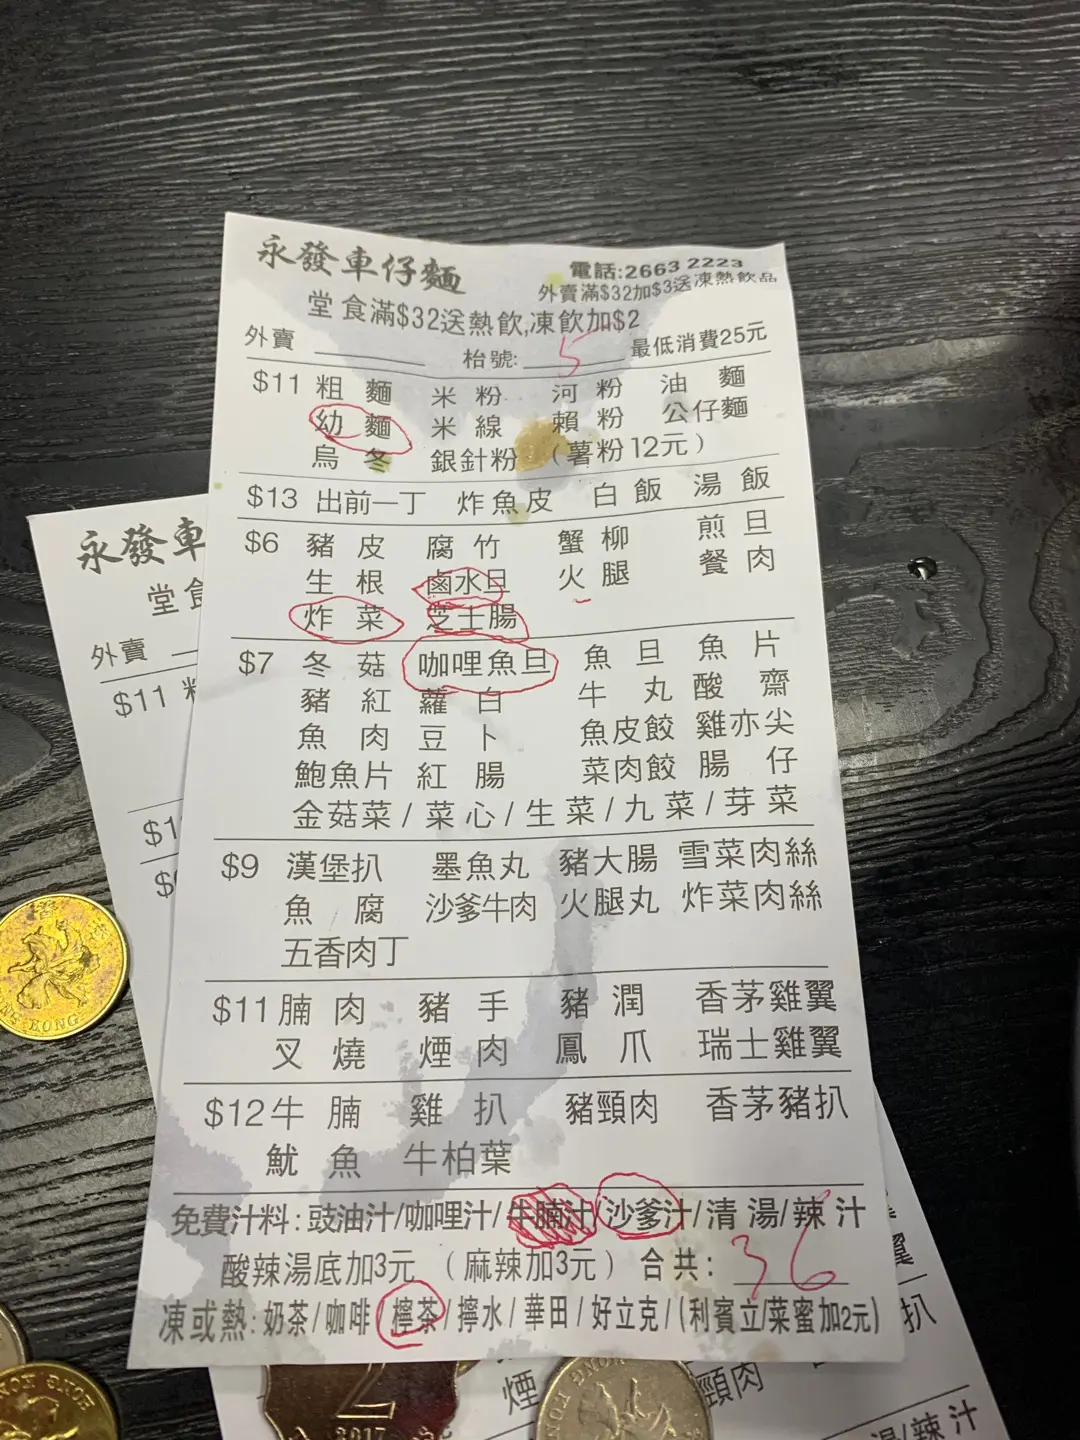 永發車仔麵
電話:2663 2223
外賣滿$32加$3送凍熱飲品
堂食滿$32送熱飲,凍飲加$2
外賣 ________ 枱號: 5 最低消費25元
$11 粗麵 米粉 河粉 油麵
幼麵 米線 賴粉 公仔麵
烏冬 銀針粉 (薯粉12元)
$13 出前一丁 炸魚皮 白飯 湯飯
$6 豬皮 腐竹 蟹柳 煎旦
生根 鹵水旦 火腿 餐肉
炸菜 芝士腸
$7 冬菇 咖哩魚旦 魚旦 魚片
豬紅 蘿白 牛丸 酸齋
魚肉 豆卜 魚皮餃 雞亦尖
鮑魚片 紅腸 菜肉餃 腸仔
金菇菜/菜心/生菜/九菜/芽菜
$9 漢堡扒 墨魚丸 豬大腸 雪菜肉絲
魚腐 沙爹牛肉 火腿丸 炸菜肉絲
五香肉丁
$11 腩肉 豬手 豬潤 香茅雞翼
叉燒 煙肉 鳳爪 瑞士雞翼
$12 牛腩 雞扒 豬頸肉 香茅豬扒
魷魚 牛柏葉
免費汁料:豉油汁/咖哩汁/牛腩汁/沙爹汁/清湯/辣汁
酸辣湯底加3元 (麻辣加3元) 合共: 36
凍或熱:奶茶/咖啡/檸茶/擰水/華田/好立克/(利賓立/菜蜜加2元)
永發車
堂食
外賣
$11
扒
煙
頸肉
湯/辣汁
HONG KONG
2
2017